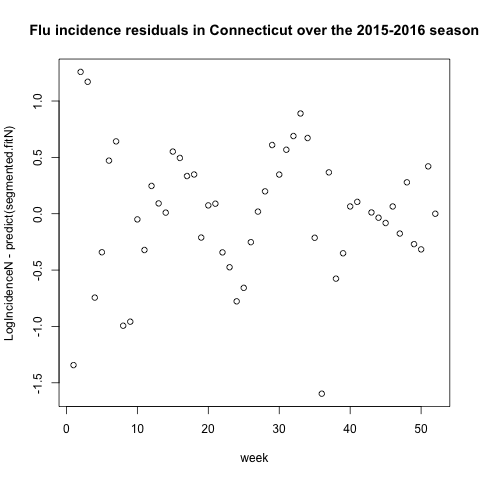 Flu incidence residuals in Connecticut over the 2015-2016 season
LogIncidenceN - predict(segmented.fitN)
1.0
0.5
0.0
-0.5
-1.0
-1.5
0 10 20 30 40 50
week